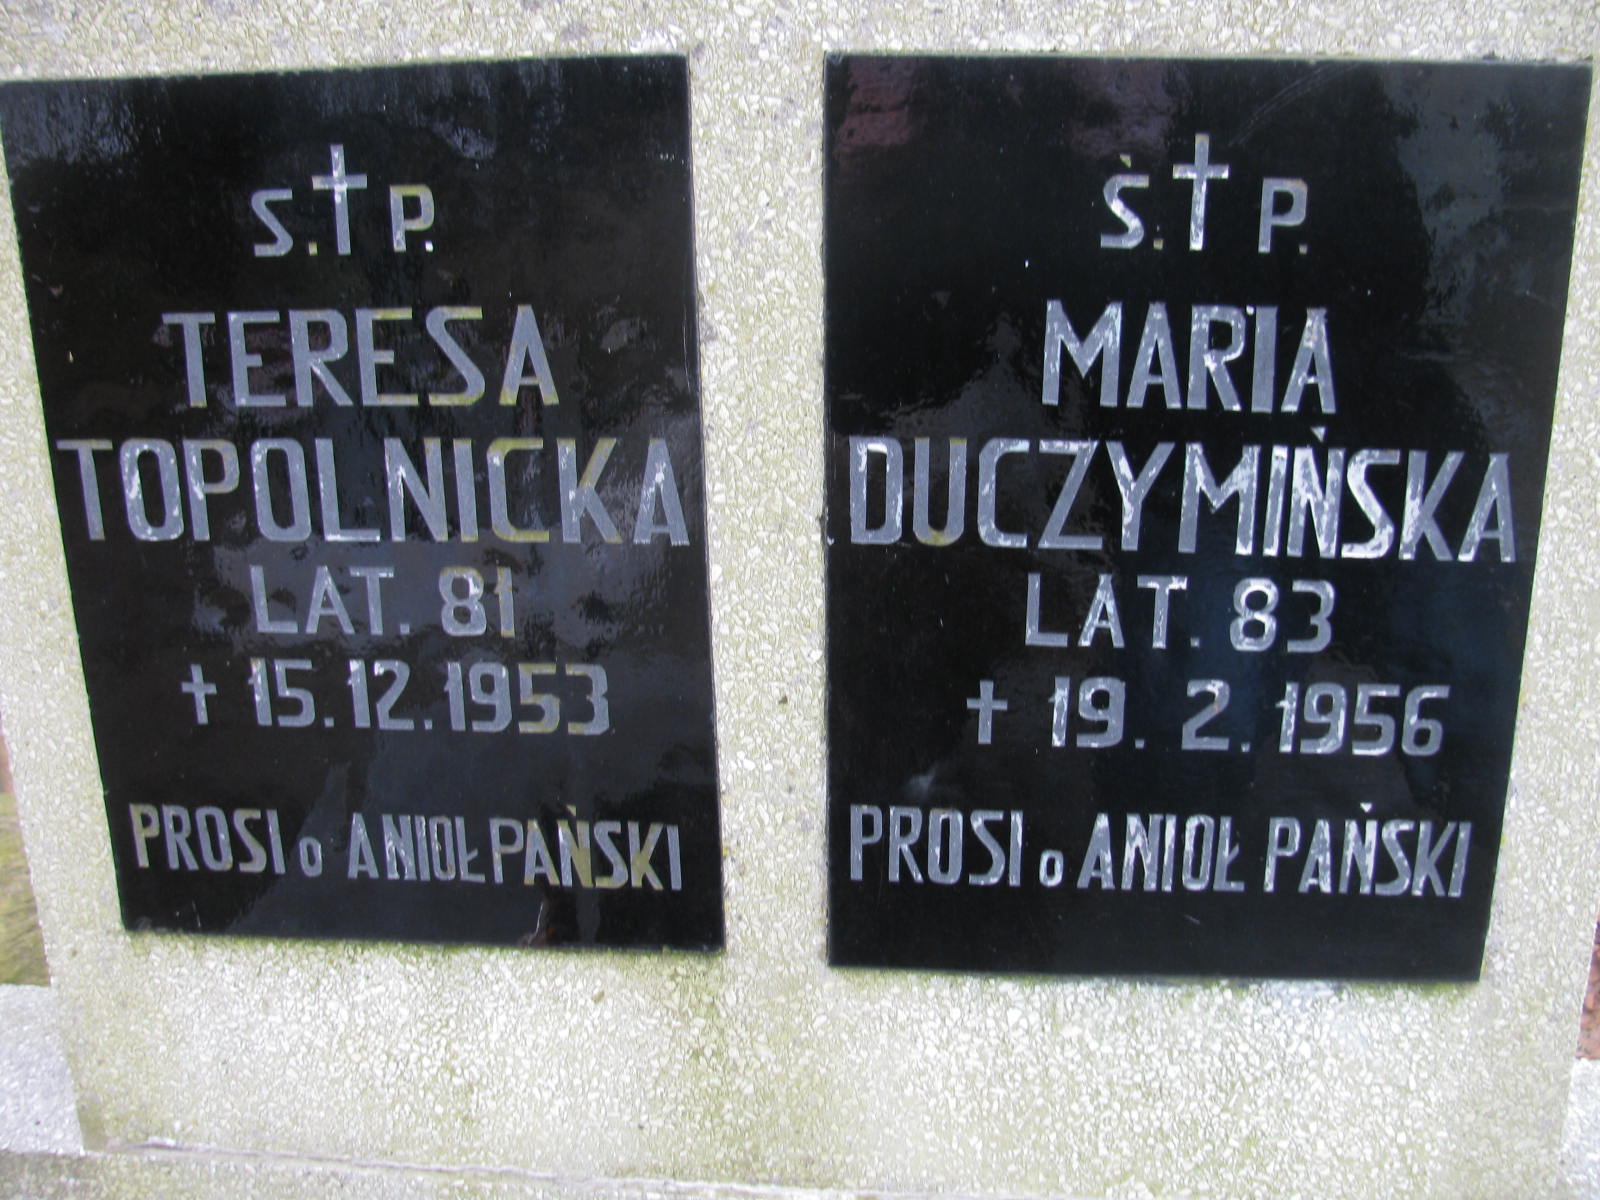 S.†P.
TERESA
TOPOLNICKA
LAT. 81
† 15.12.1953
PROSI o ANIOŁ PAŃSKI
Ś.†P.
MARIA
DUCZYMIŃSKA
LAT. 83
† 19.2.1956
PROSI o ANIOŁ PAŃSKI